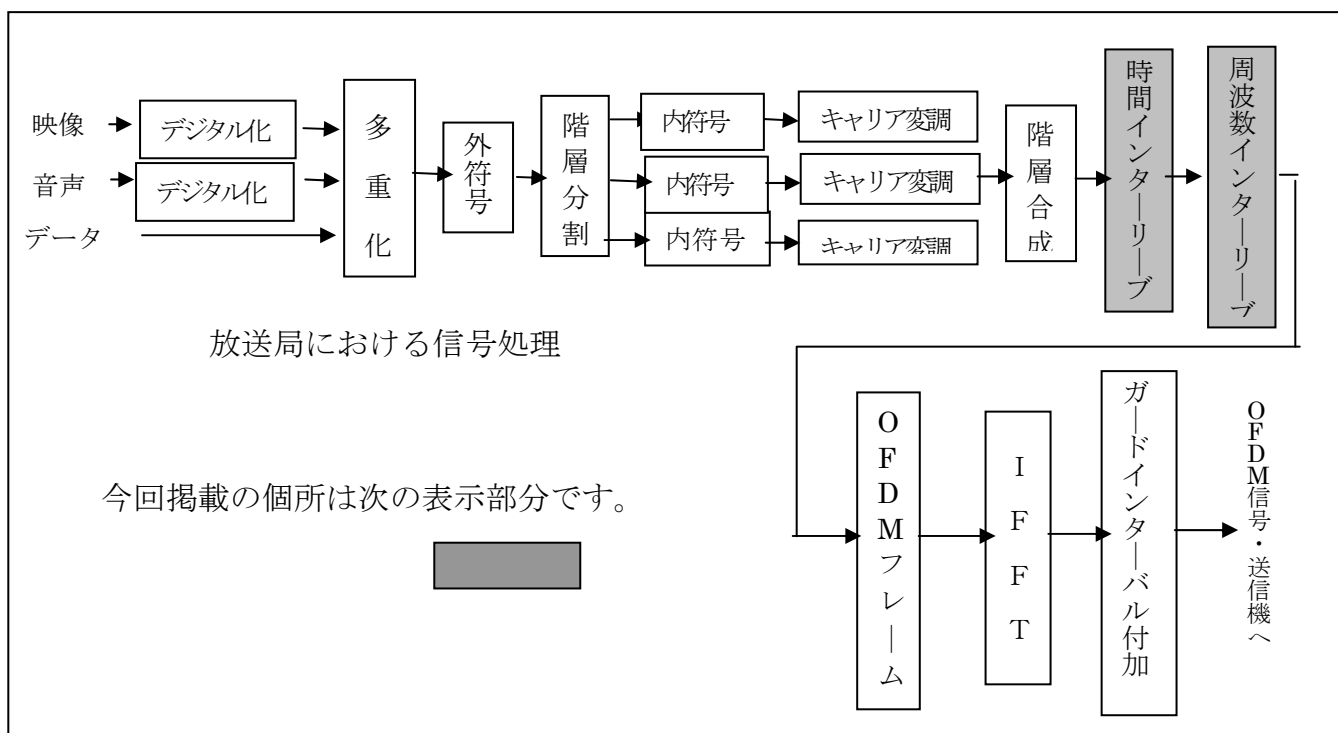 映像
デジタル化
音声
デジタル化
データ
多重化
外符号
階層分割
内符号
キャリア変調
内符号
キャリア変調
内符号
キャリア変調
階層合成
時間インターリーブ
周波数インターリーブ
放送局における信号処理
今回掲載の個所は次の表示部分です。
OFDMフレーム
IFFT
ガードインターバル付加
OFDM信号・送信機へ